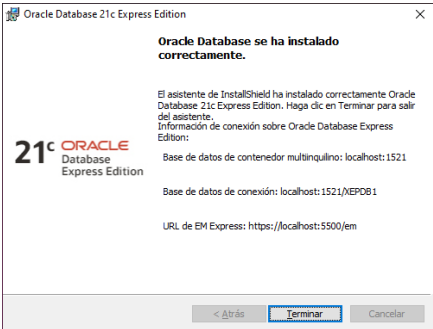 Oracle Database 21c Express Edition
Oracle Database se ha instalado
correctamente.
El asistente de InstallShield ha instalado correctamente Oracle
Database 21c Express Edition. Haga clic en Terminar para salir
del asistente.
Información de conexión sobre Oracle Database Express
Edition:
Base de datos de contenedor multiinquilino: localhost:1521
Base de datos de conexión: localhost:1521/XEPDB1
URL de EM Express: https://localhost:5500/em
21c ORACLE
Database
Express Edition
< Atrás
Terminar
Cancelar